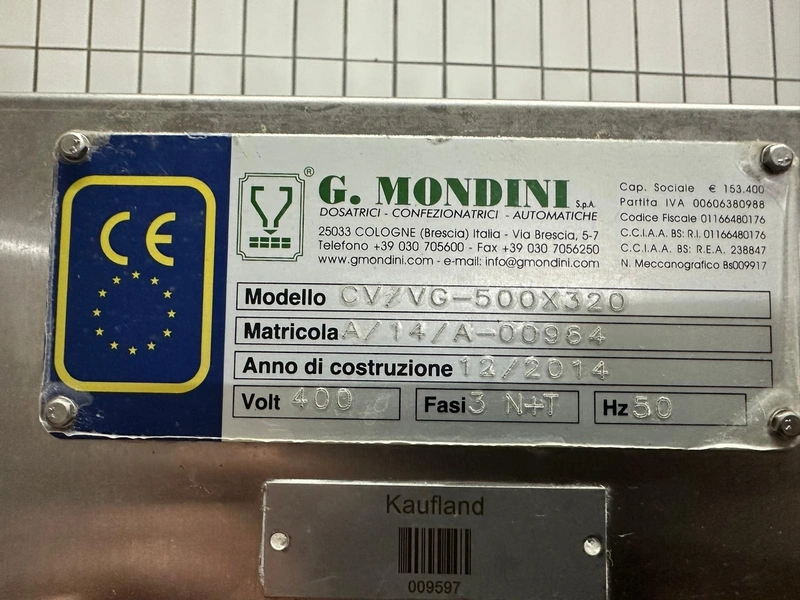 CE
G. MONDINI S.p.A.
®
DOSATRICI - CONFEZIONATRICI - AUTOMATICHE
25033 COLOGNE (Brescia) Italia - Via Brescia, 5-7
Telefono +39 030 705600 - Fax +39 030 7056250
www.gmondini.com - e-mail: info@gmondini.com
Cap. Sociale € 153.400
Partita IVA 00606380988
Codice Fiscale 01166480176
C.C.I.A.A. BS: R.I. 01166480176
C.C.I.A.A. BS: R.E.A. 238847
N. Meccanografico Bs009917
Modello CV/VG-500X320
Matricola A/14/A-00964
Anno di costruzione 12/2014
Volt 400 Fasi 3 N+T Hz 50
Kaufland
009597